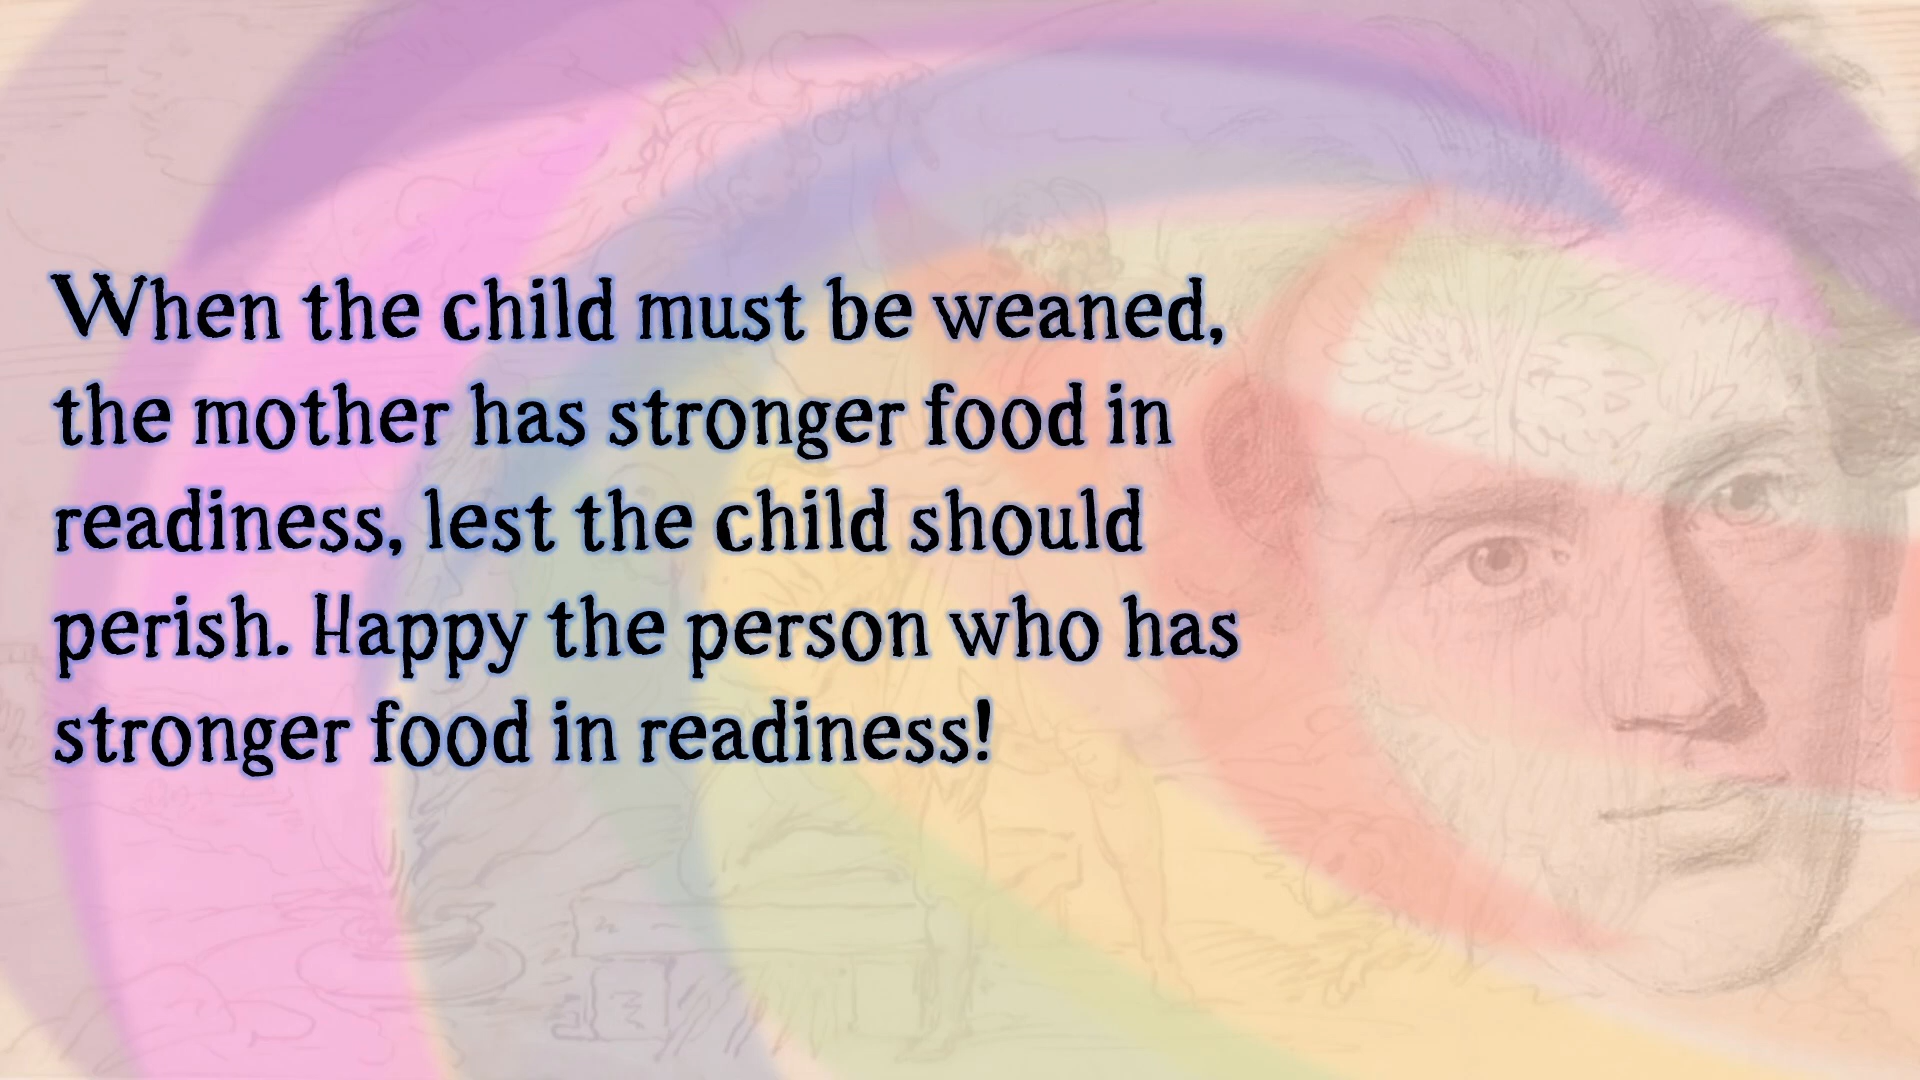 When the child must be weaned,
the mother has stronger food in
readiness, lest the child should
perish. Happy the person who has
stronger food in readiness!